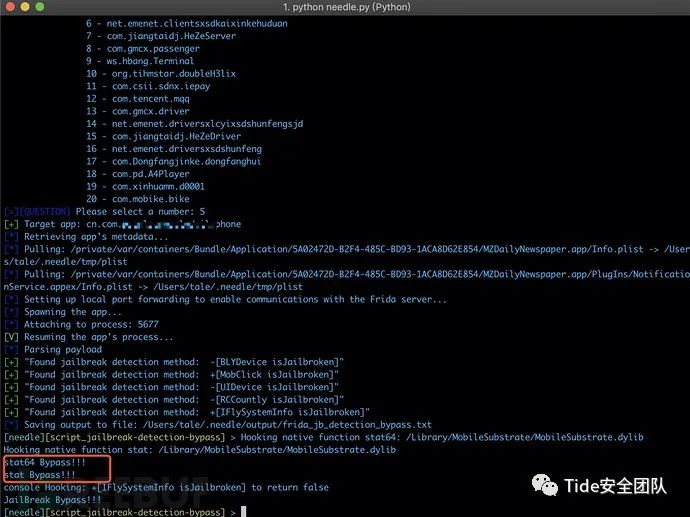 1. python needle.py (Python)
6 - net.emenet.clientsxsdkaixinkehuduan
7 - com.jiangtaidj.HeZeServer
8 - com.gmcx.passenger
9 - ws.hbang.Terminal
10 - org.tihmstar.doubleH3lix
11 - com.csii.sdnx.iepay
12 - com.tencent.mqq
13 - com.gmcx.driver
14 - net.emenet.driversxlcyixsdshunfengsjd
15 - com.jiangtaidj.HeZeDriver
16 - net.emenet.driversxsdshunfeng
17 - com.Dongfangjinke.dongfanghui
18 - com.pd.A4Player
19 - com.xinhuamm.d0001
20 - com.mobike.bike
[>][QUESTION] Please select a number: 5
[+] Target app: cn.com. phone
[*] Retrieving app's metadata...
[*] Pulling: /private/var/containers/Bundle/Application/5A02472D-B2F4-485C-BD93-1ACA8D62E854/MZDailyNewspaper.app/Info.plist -> /User
s/tale/.needle/tmp/plist
[*] Pulling: /private/var/containers/Bundle/Application/5A02472D-B2F4-485C-BD93-1ACA8D62E854/MZDailyNewspaper.app/PlugIns/Notificatio
nService.appex/Info.plist -> /Users/tale/.needle/tmp/plist
[*] Setting up local port forwarding to enable communications with the Frida server...
[*] Spawning the app...
[*] Attaching to process: 5677
[V] Resuming the app's process...
[*] Parsing payload
[+] "Found jailbreak detection method:  -[BLYDevice isJailbroken]"
[+] "Found jailbreak detection method:  +[MobClick isJailbroken]"
[+] "Found jailbreak detection method:  -[UIDevice isJailbroken]"
[+] "Found jailbreak detection method:  -[RCCountly isJailbroken]"
[+] "Found jailbreak detection method:  +[IFlySystemInfo isJailbroken]"
[*] Saving output to file: /Users/tale/.needle/output/frida_jb_detection_bypass.txt
[needle][script_jailbreak-detection-bypass] > Hooking native function stat64: /Library/MobileSubstrate/MobileSubstrate.dylib
Hooking native function stat: /Library/MobileSubstrate/MobileSubstrate.dylib
stat64 Bypass!!!
stat Bypass!!!
console Hooking: +[IFlySystemInfo isJailbroken] to return false
JailBreak Bypass!!!
[needle][script_jailbreak-detection-bypass] >
Tide安全团队